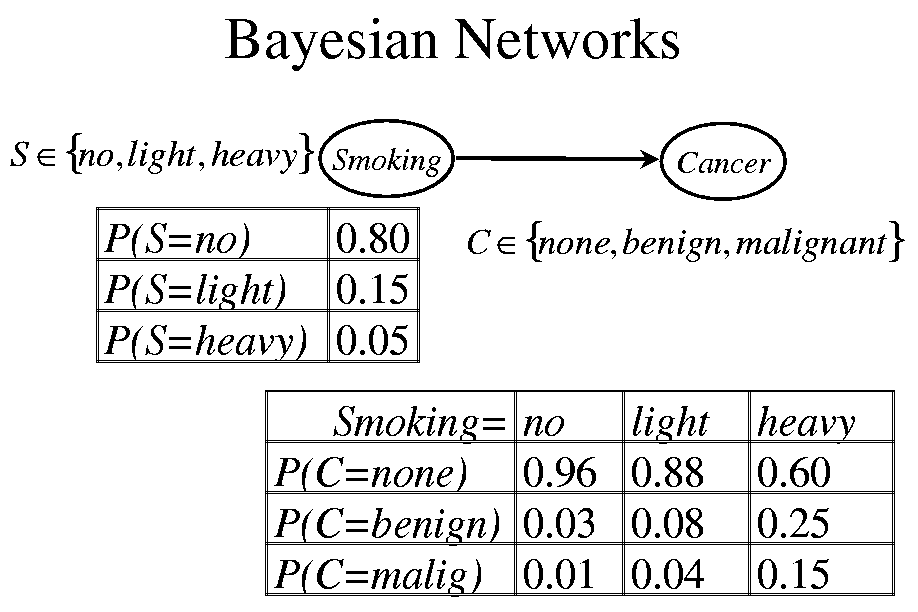 Bayesian Networks
S ∈ {no, light, heavy} Smoking Cancer
P(S=no) 0.80
C ∈ {none, benign, malignant}
P(S=light) 0.15
P(S=heavy) 0.05
Smoking= no light heavy
P(C=none) 0.96 0.88 0.60
P(C=benign) 0.03 0.08 0.25
P(C=malig) 0.01 0.04 0.15